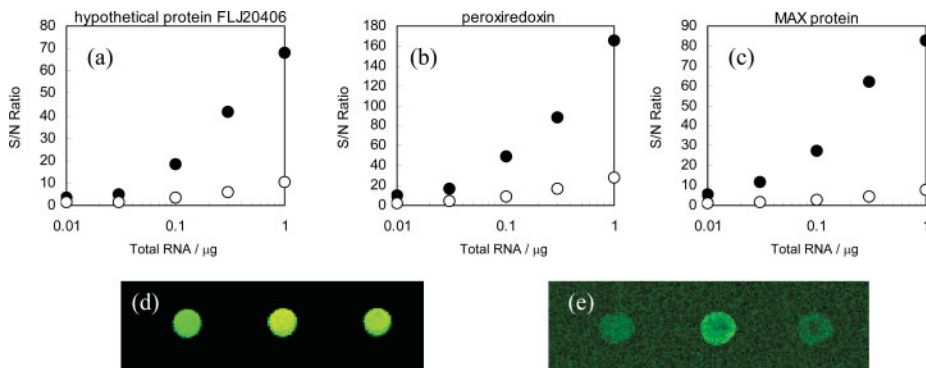 hypothetical protein FLJ20406
80
70
60
50
40
30
20
10
0
S/N Ratio
(a)
0.01
0.1
1
Total RNA / μg
peroxiredoxin
180
160
140
120
100
80
60
40
20
0
S/N Ratio
(b)
0.01
0.1
1
Total RNA / μg
MAX protein
90
80
70
60
50
40
30
20
10
0
S/N Ratio
(c)
0.01
0.1
1
Total RNA / μg
(d)
(e)